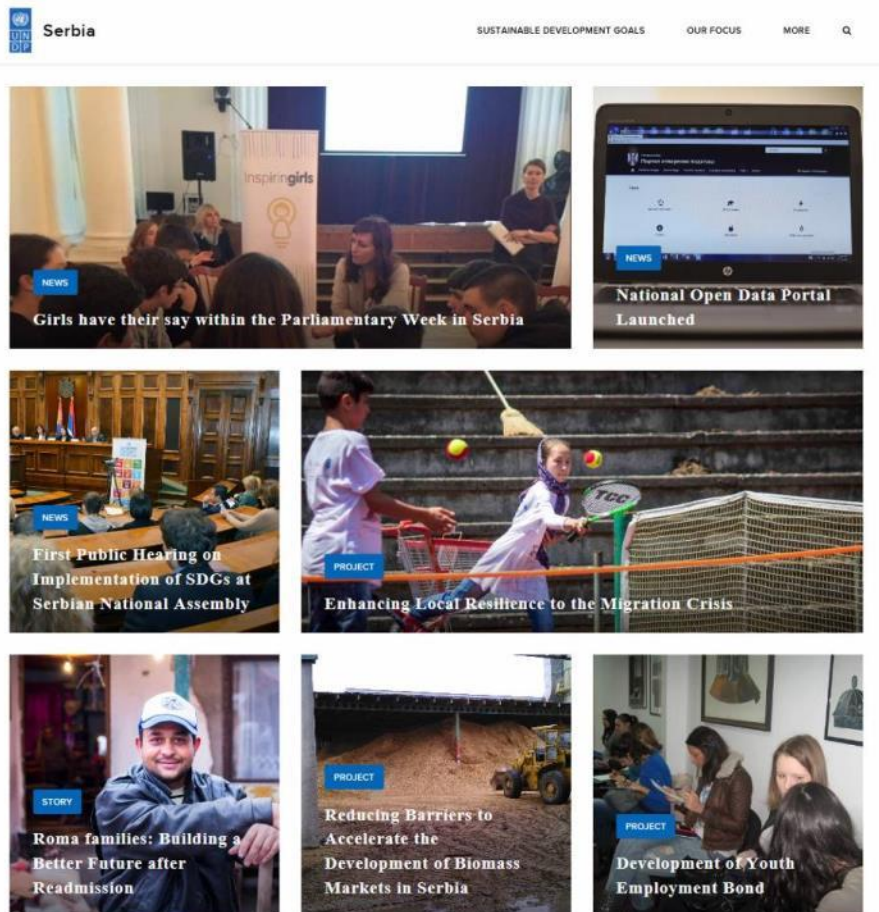 UN
DP
Serbia
SUSTAINABLE DEVELOPMENT GOALS
OUR FOCUS
MORE
inspiringirls
NEWS
Girls have their say within the Parliamentary Week in Serbia
NEWS
National Open Data Portal
Launched
NEWS
First Public Hearing on
Implementation of SDGs at
Serbian National Assembly
TCC
PROJECT
Enhancing Local Resilience to the Migration Crisis
STORY
Roma families: Building a
Better Future after
Readmission
PROJECT
Reducing Barriers to
Accelerate the
Development of Biomass
Markets in Serbia
PROJECT
Development of Youth
Employment Bond